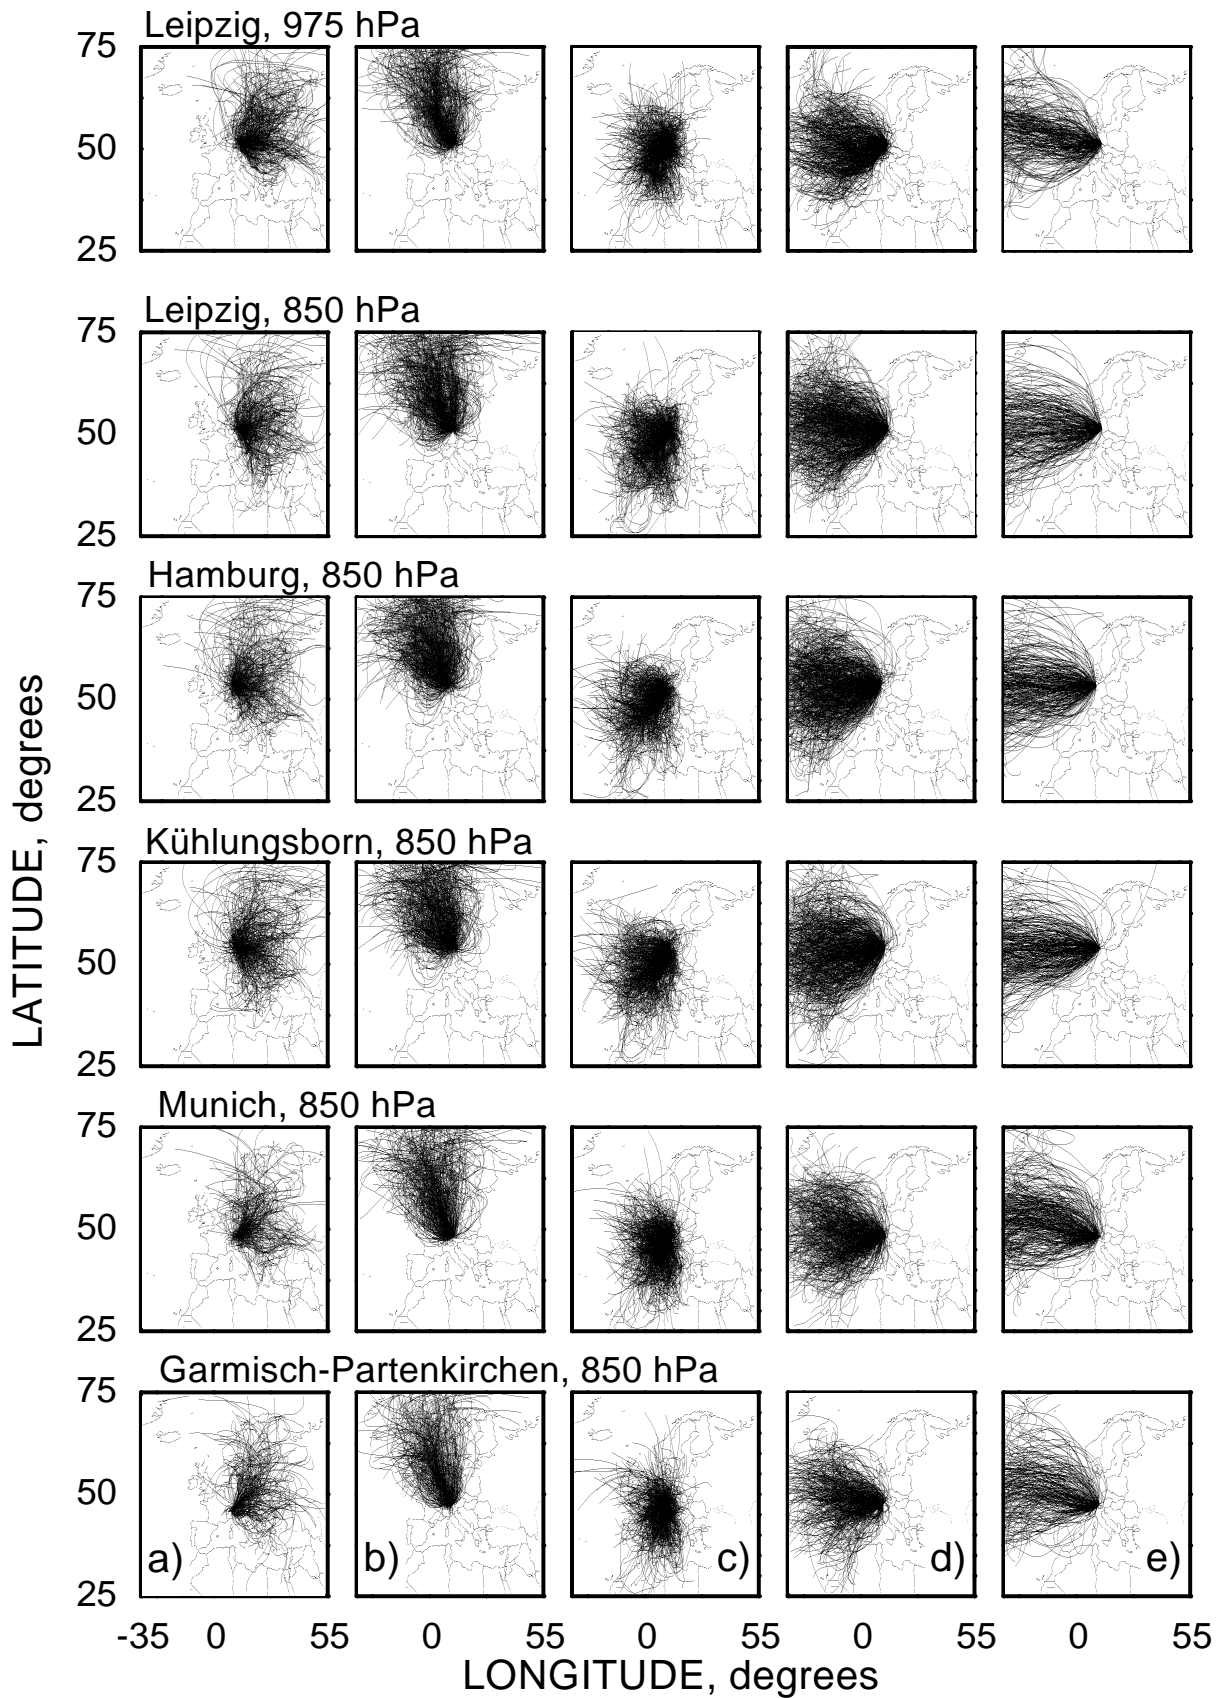 Leipzig, 975 hPa
75
50
25
Leipzig, 850 hPa
75
50
25
Hamburg, 850 hPa
75
50
25
Kühlungsborn, 850 hPa
75
50
25
Munich, 850 hPa
75
50
25
Garmisch-Partenkirchen, 850 hPa
75
50
25
a) b) c) d) e)
-35 0 55 0 55 0 55 0 55 0 55
LONGITUDE, degrees
LATITUDE, degrees